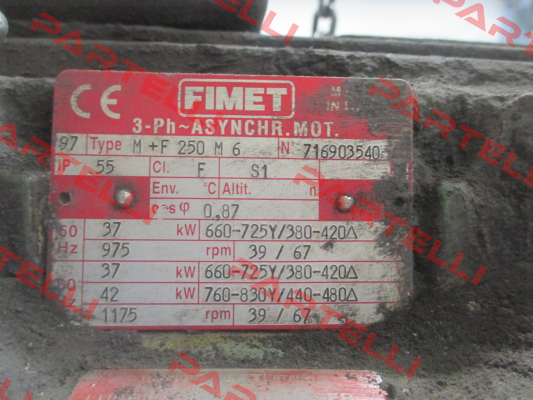 CE FIMET M
IN I
3-Ph~ASYNCHR.MOT.
97 Type M+F 250 M 6 N° 716903540
IP 55 Cl. F S1
Env. °C Altit.
φ 0,87
50 37 kW 660-725Y/380-420Δ
Hz 975 rpm 39 / 67
37 kW 660-725Y/380-420Δ
42 kW 760-830Y/440-480Δ
1175 rpm 39 / 67
PARTELLI